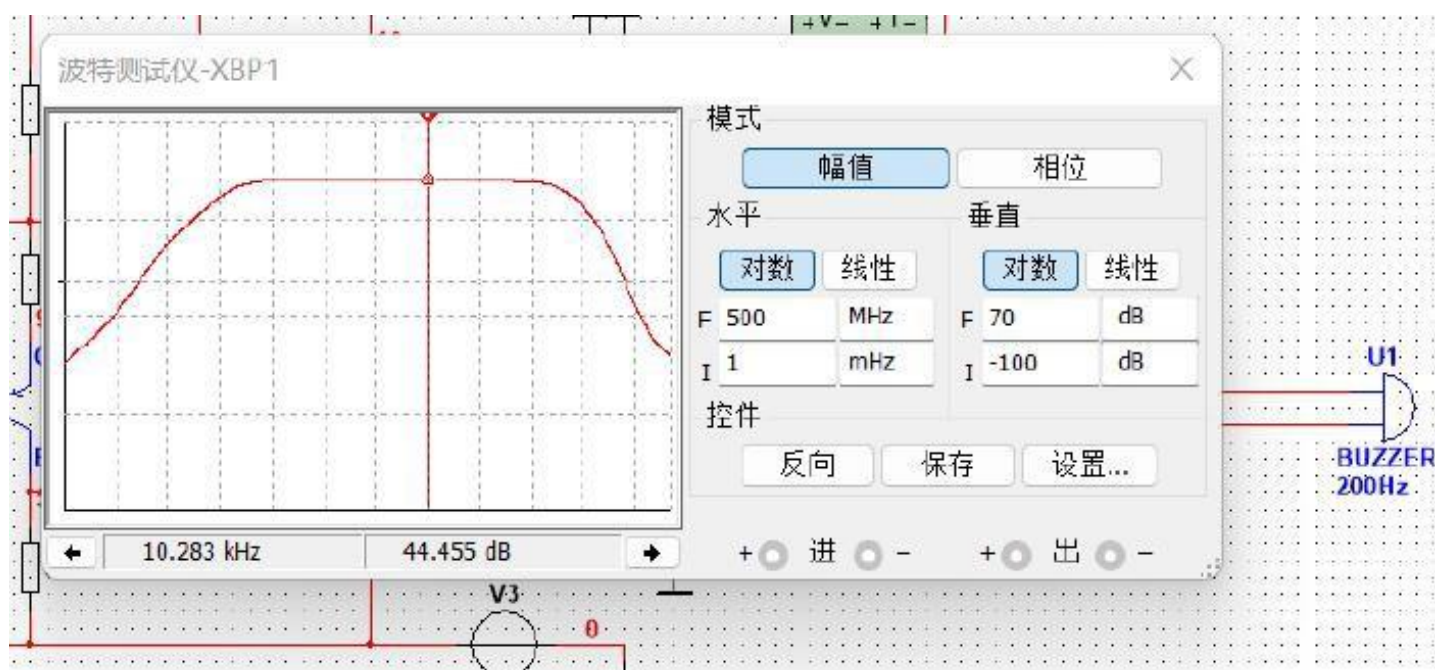 +V- +I-
波特测试仪-XBP1
模式
幅值 相位
水平 垂直
对数 线性 对数 线性
F 500 MHz F 70 dB
I 1 mHz I -100 dB
控件
反向 保存 设置...
10.283 kHz 44.455 dB + 进 - + 出 -
U1
BUZZER
200Hz
V3
0